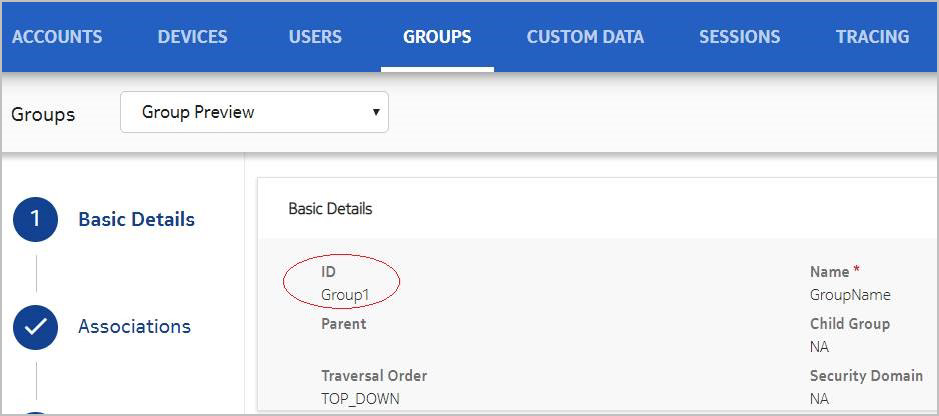 ACCOUNTS DEVICES USERS GROUPS CUSTOM DATA SESSIONS TRACING
Groups Group Preview
1 Basic Details
Associations
Basic Details
ID Name *
Group1 GroupName
Parent Child Group
NA
Traversal Order Security Domain
TOP_DOWN NA